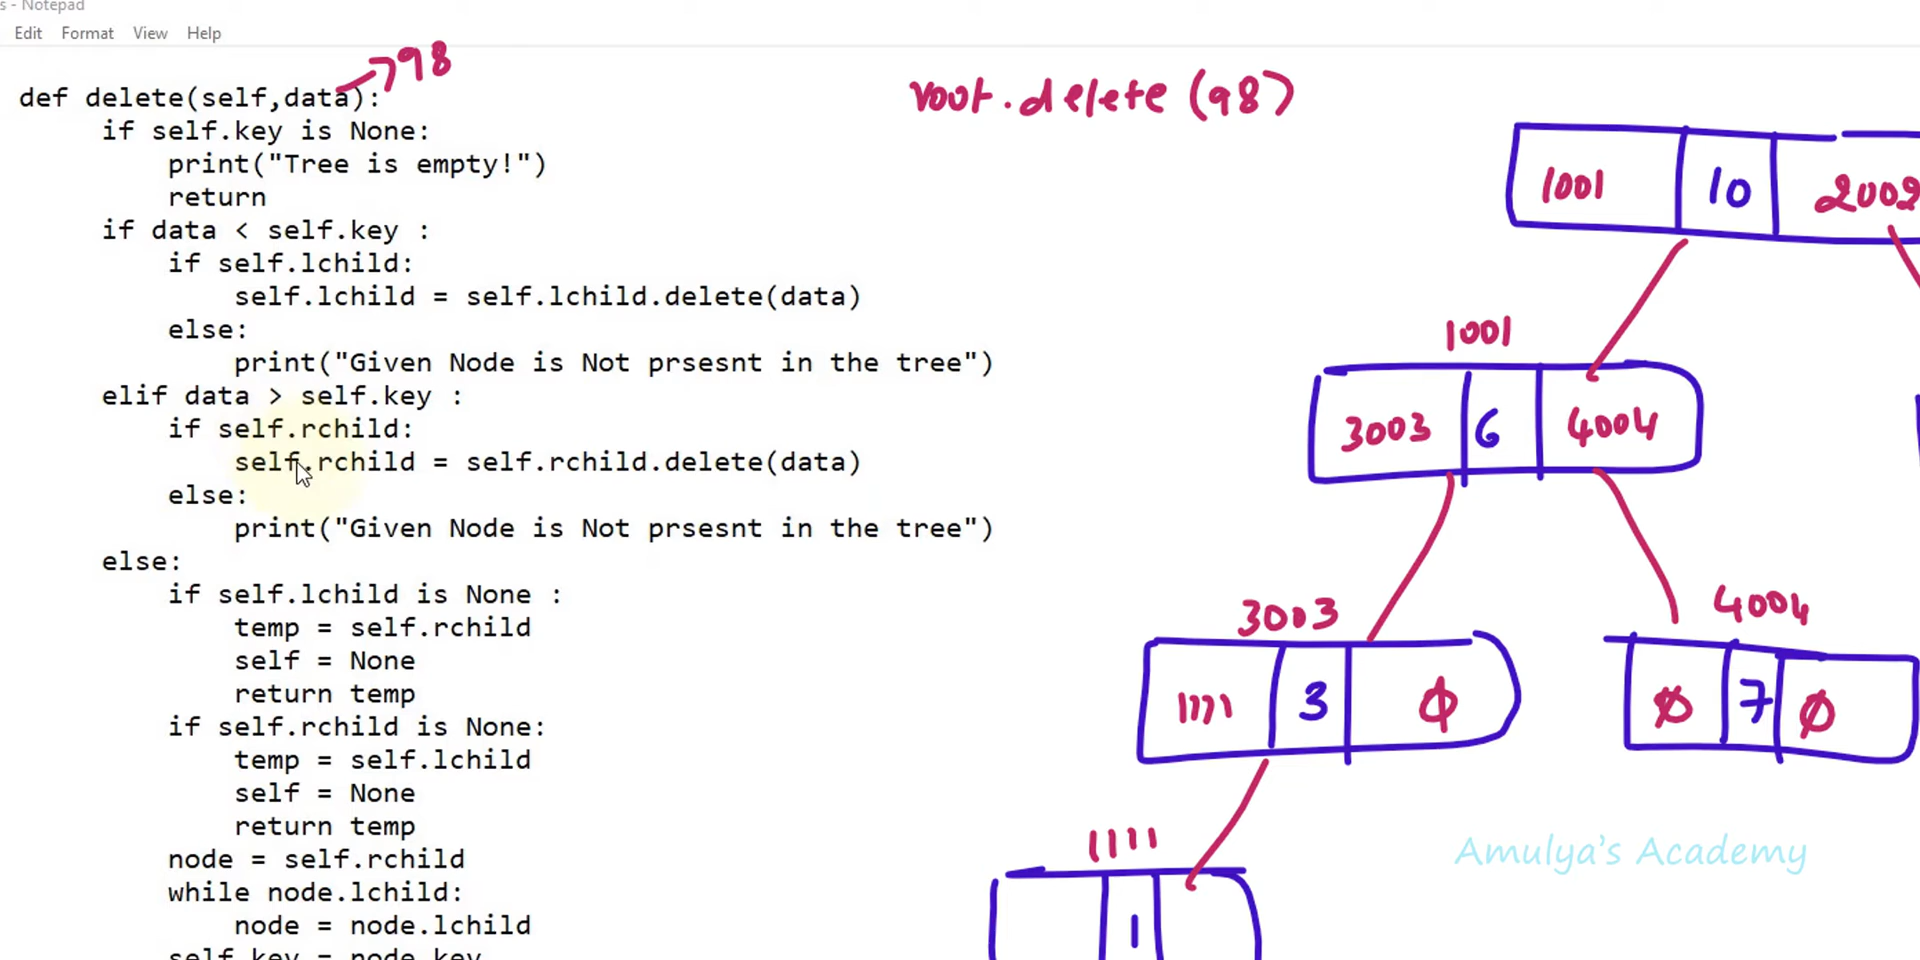 s - Notepad
Edit Format View Help
98
def delete(self,data):
if self.key is None:
print("Tree is empty!")
return
if data < self.key :
if self.lchild:
self.lchild = self.lchild.delete(data)
else:
print("Given Node is Not prsesnt in the tree")
elif data > self.key :
if self.rchild:
self.rchild = self.rchild.delete(data)
else:
print("Given Node is Not prsesnt in the tree")
else:
if self.lchild is None :
temp = self.rchild
self = None
return temp
if self.rchild is None:
temp = self.lchild
self = None
return temp
node = self.rchild
while node.lchild:
node = node.lchild
self.key = node.key
root.delete (98)
1001 10 2002
1001
3003 6 4004
3003
1111 3 ϕ
4004
ϕ 7 ϕ
1111
1
Amulya's Academy